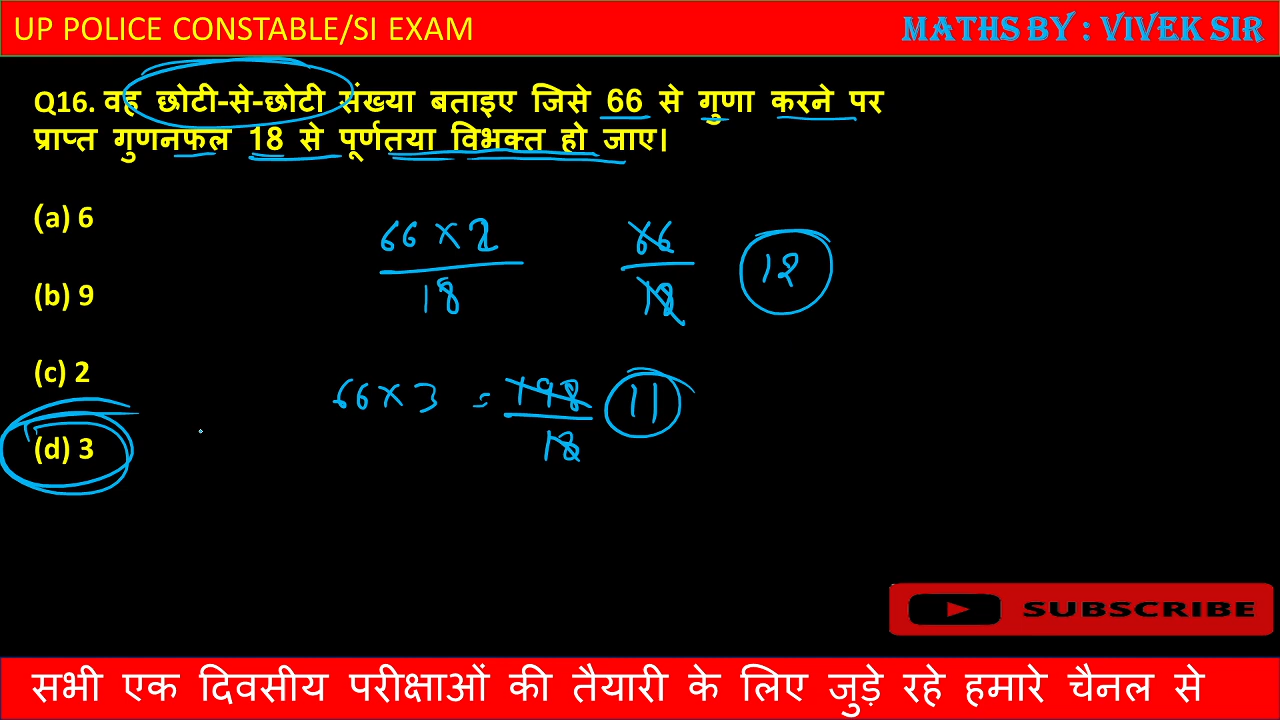 UP POLICE CONSTABLE/SI EXAM
MATHS BY : VIVEK SIR
Q16. वह छोटी-से-छोटी संख्या बताइए जिसे 66 से गुणा करने पर
प्राप्त गुणनफल 18 से पूर्णतया विभक्त हो जाए।
(a) 6
66 × 2
66
12
18
18
(b) 9
(c) 2
66 × 3 = 198
11
18
(d) 3
SUBSCRIBE
सभी एक दिवसीय परीक्षाओं की तैयारी के लिए जुड़े रहे हमारे चैनल से